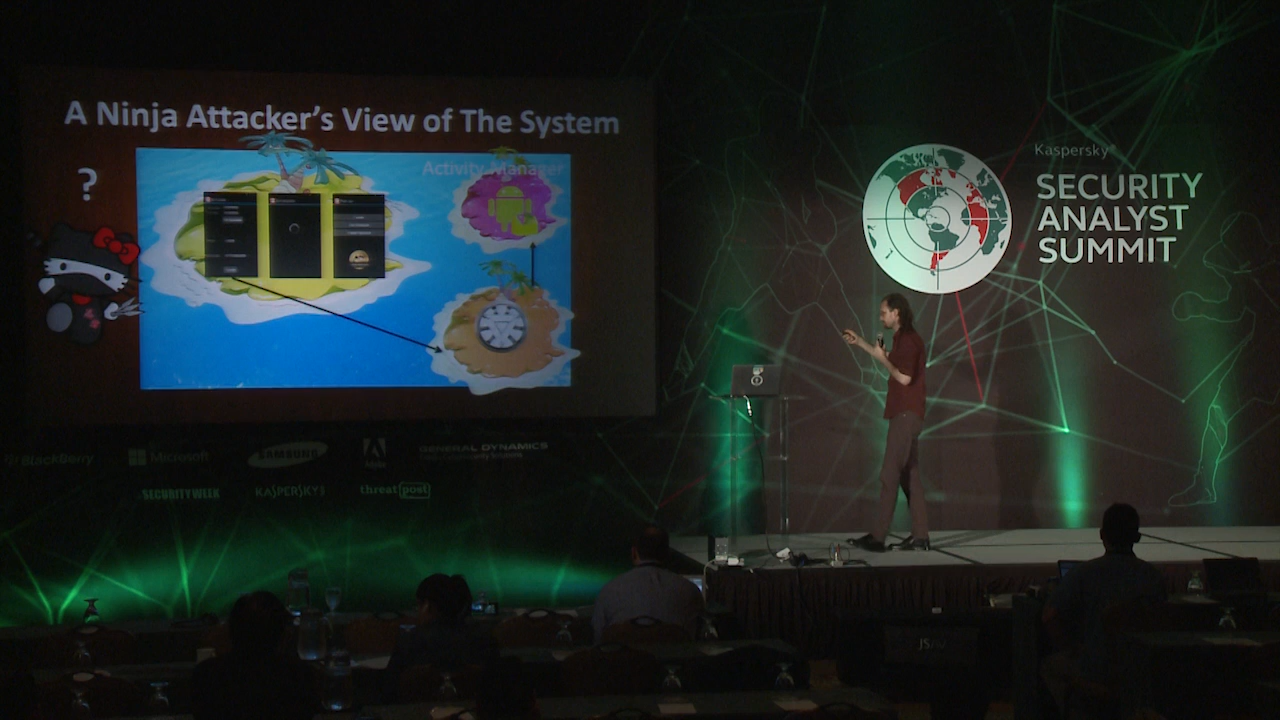 A Ninja Attacker's View of The System
?
Activity Manager
Kaspersky®
SECURITY
ANALYST
SUMMIT
BlackBerry
Microsoft
SAMSUNG
Adobe
GENERAL DYNAMICS
SECURITYWEEK
KASPERSKY
threatpost